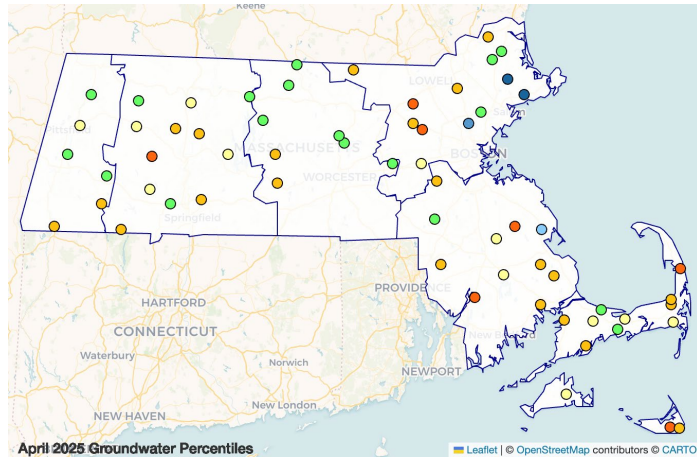 Keene
LOWELL
Pittsfield
MASSACHUSETTS
BOSTON
WORCESTER
Springfield
PROVIDENCE
HARTFORD
CONNECTICUT
Waterbury
Norwich
NEWPORT
New London
NEW HAVEN
April 2025 Groundwater Percentiles
Leaflet | © OpenStreetMap contributors © CARTO